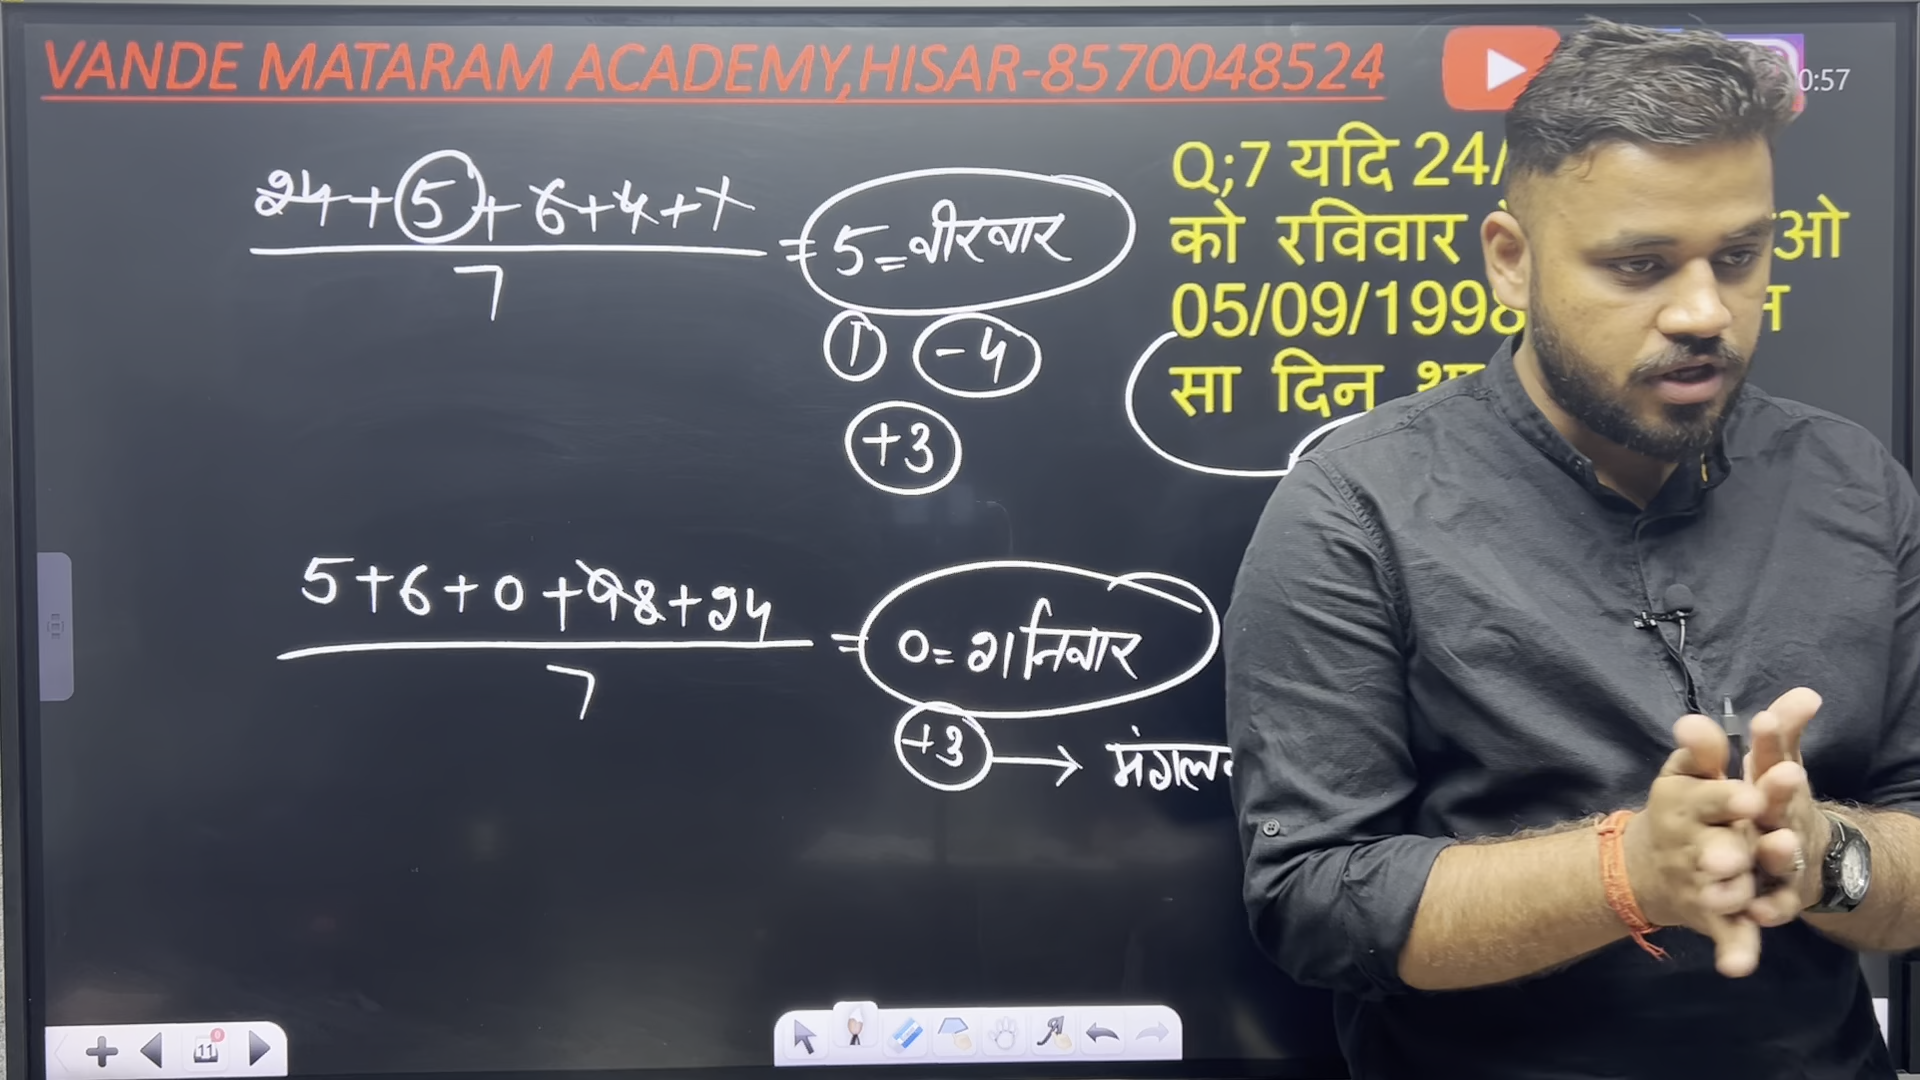 VANDE MATARAM ACADEMY,HISAR-8570048524
0:57
Q;7 यदि 24/
को रविवार ओ
05/09/1998
सा दिन
24+5+6+4+1
7
=5=वीरवार
1 -4
+3
5+6+0+98+24
7
=0=शनिवार
+3 → मंगल
11